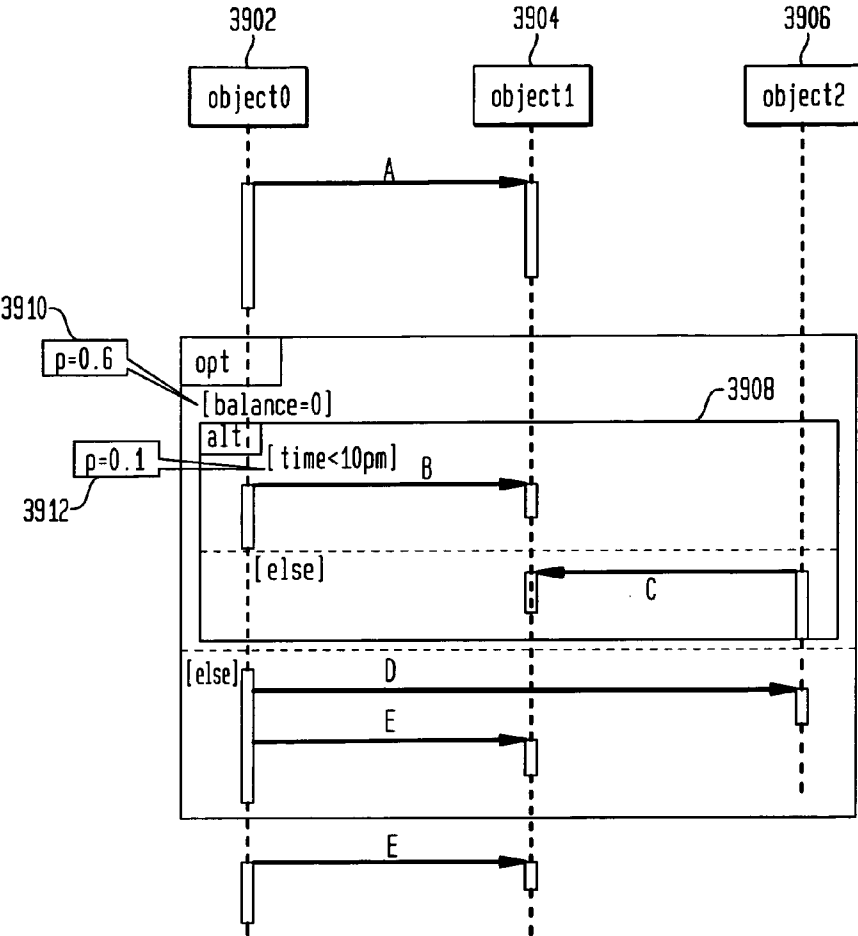 3902
3904
3906
object0
object1
object2
A
3910
p=0.6
opt
[balance=0]
3908
alt
p=0.1
[time<10pm]
B
3912
[else]
C
[else]
D
E
E